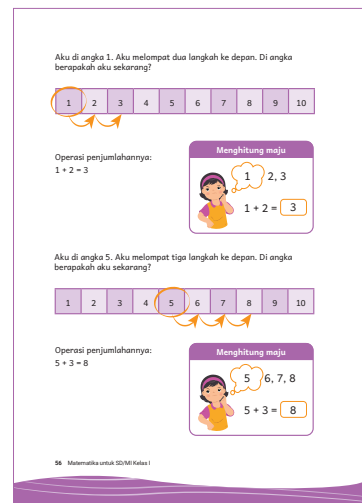 Aku di angka 1. Aku melompat dua langkah ke depan. Di angka
berapakah aku sekarang?
1 2 3 4 5 6 7 8 9 10
Operasi penjumlahannya:
1 + 2 = 3
Menghitung maju
1 2, 3
1 + 2 = 3
Aku di angka 5. Aku melompat tiga langkah ke depan. Di angka
berapakah aku sekarang?
1 2 3 4 5 6 7 8 9 10
Operasi penjumlahannya:
5 + 3 = 8
Menghitung maju
5 6, 7, 8
5 + 3 = 8
56 Matematika untuk SD/MI Kelas I